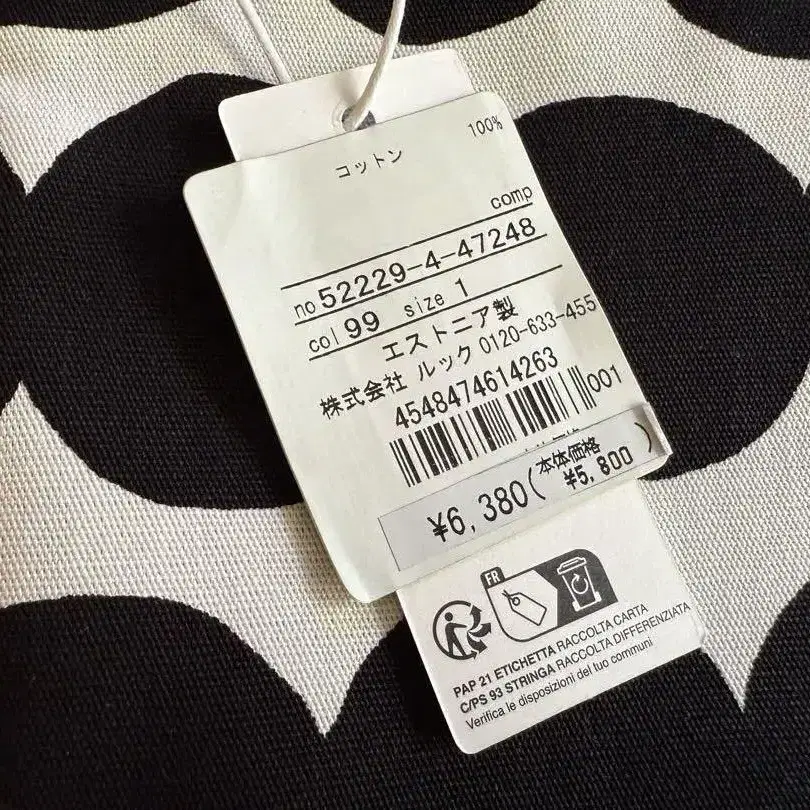 コットン 100%
comp
no 52229-4-47248
col 99 size 1
エストニア製
株式会社 ルック 0120-633-455
4548474614263
001
¥6,380(本体価格 ¥5,800)
FR
PAP 21 ETICHETTA RACCOLTA CARTA
C/PS 93 STRINGA RACCOLTA DIFFERENZIATA
Verifica le disposizioni del tuo comuni